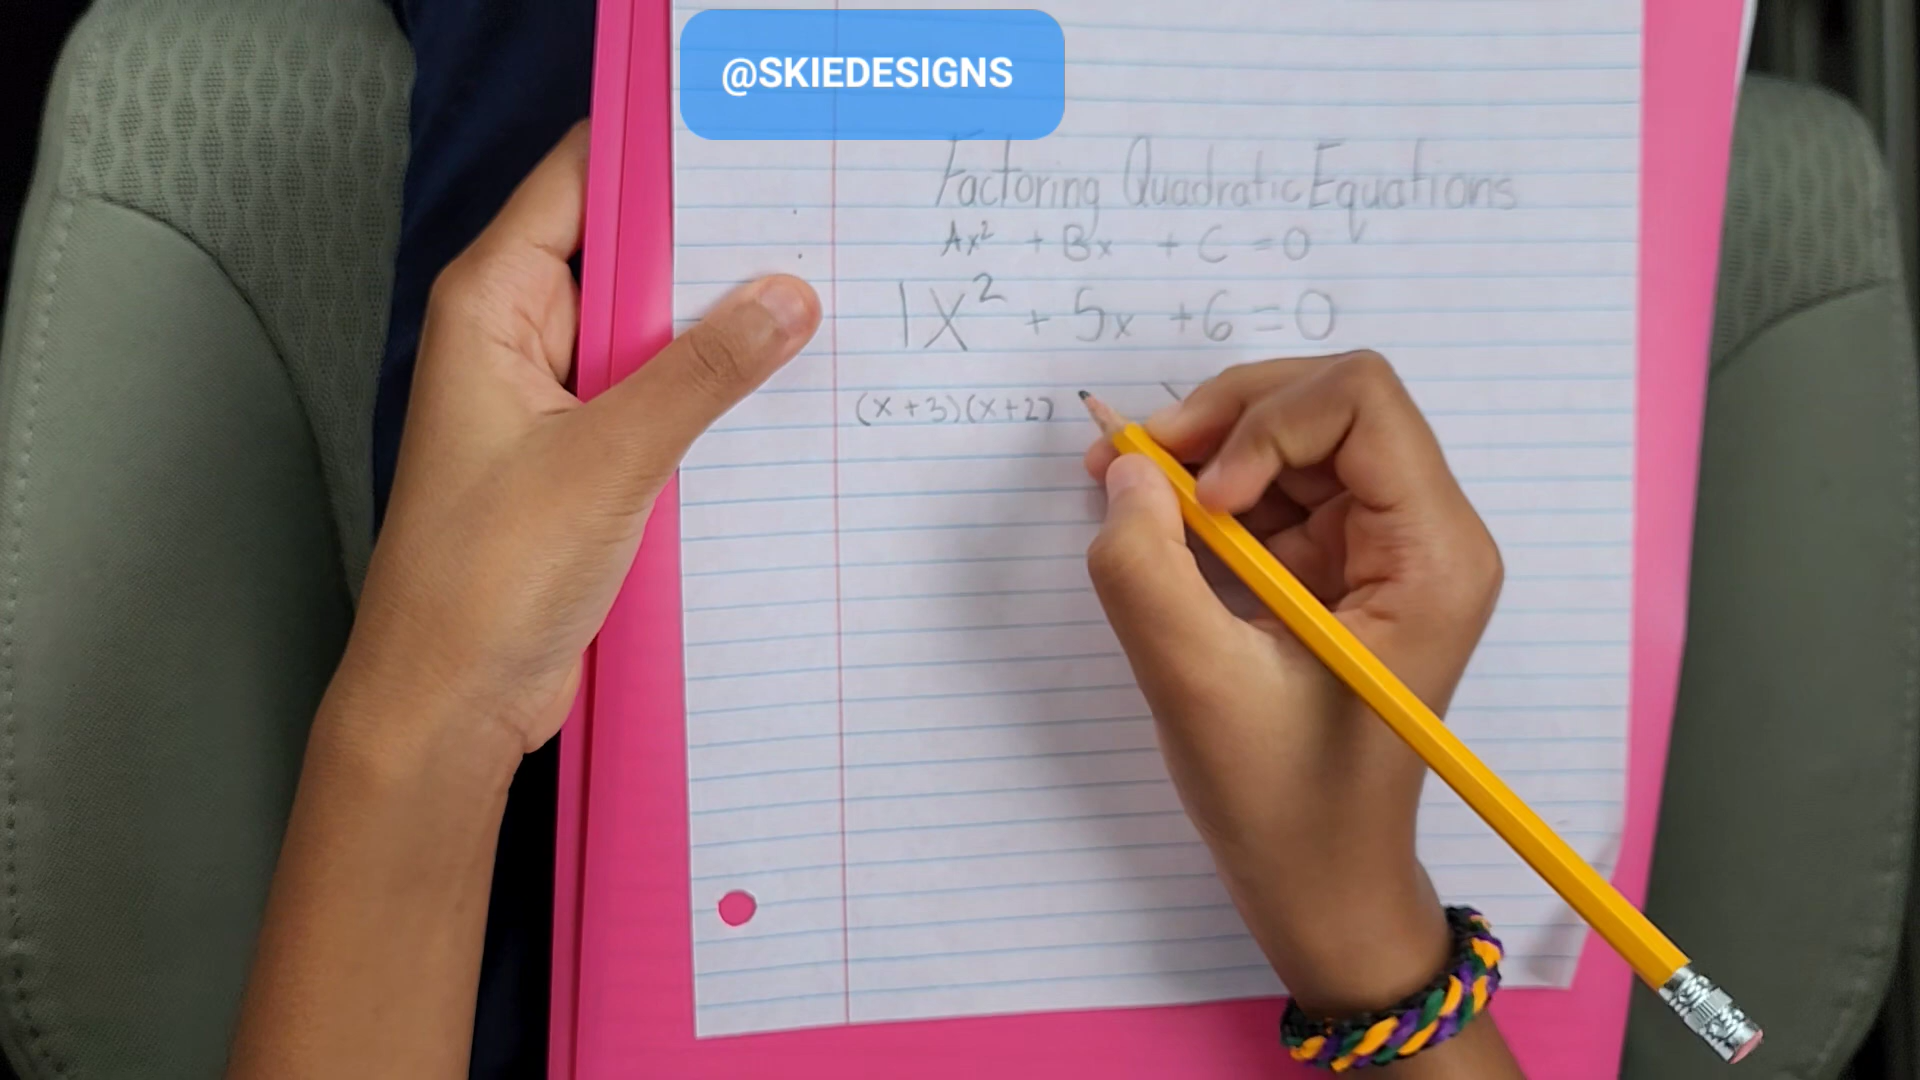 @SKIEDESIGNS
Factoring Quadratic Equations
Ax² + Bx + C = 0
1x² + 5x + 6 = 0
(x + 3)(x + 2)